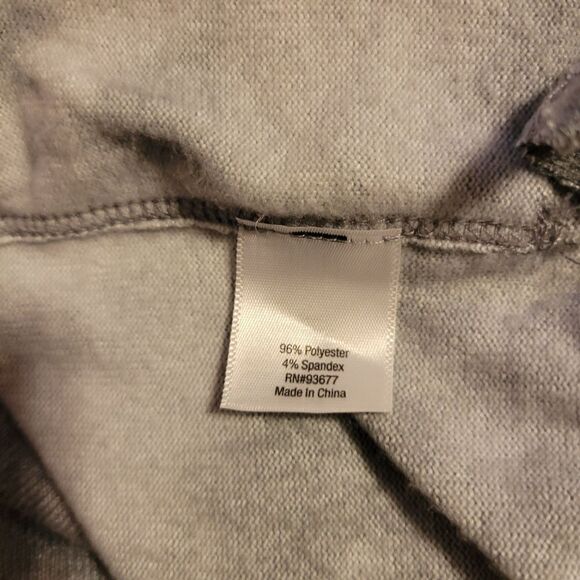 96% Polyester
4% Spandex
RN#93677
Made In China